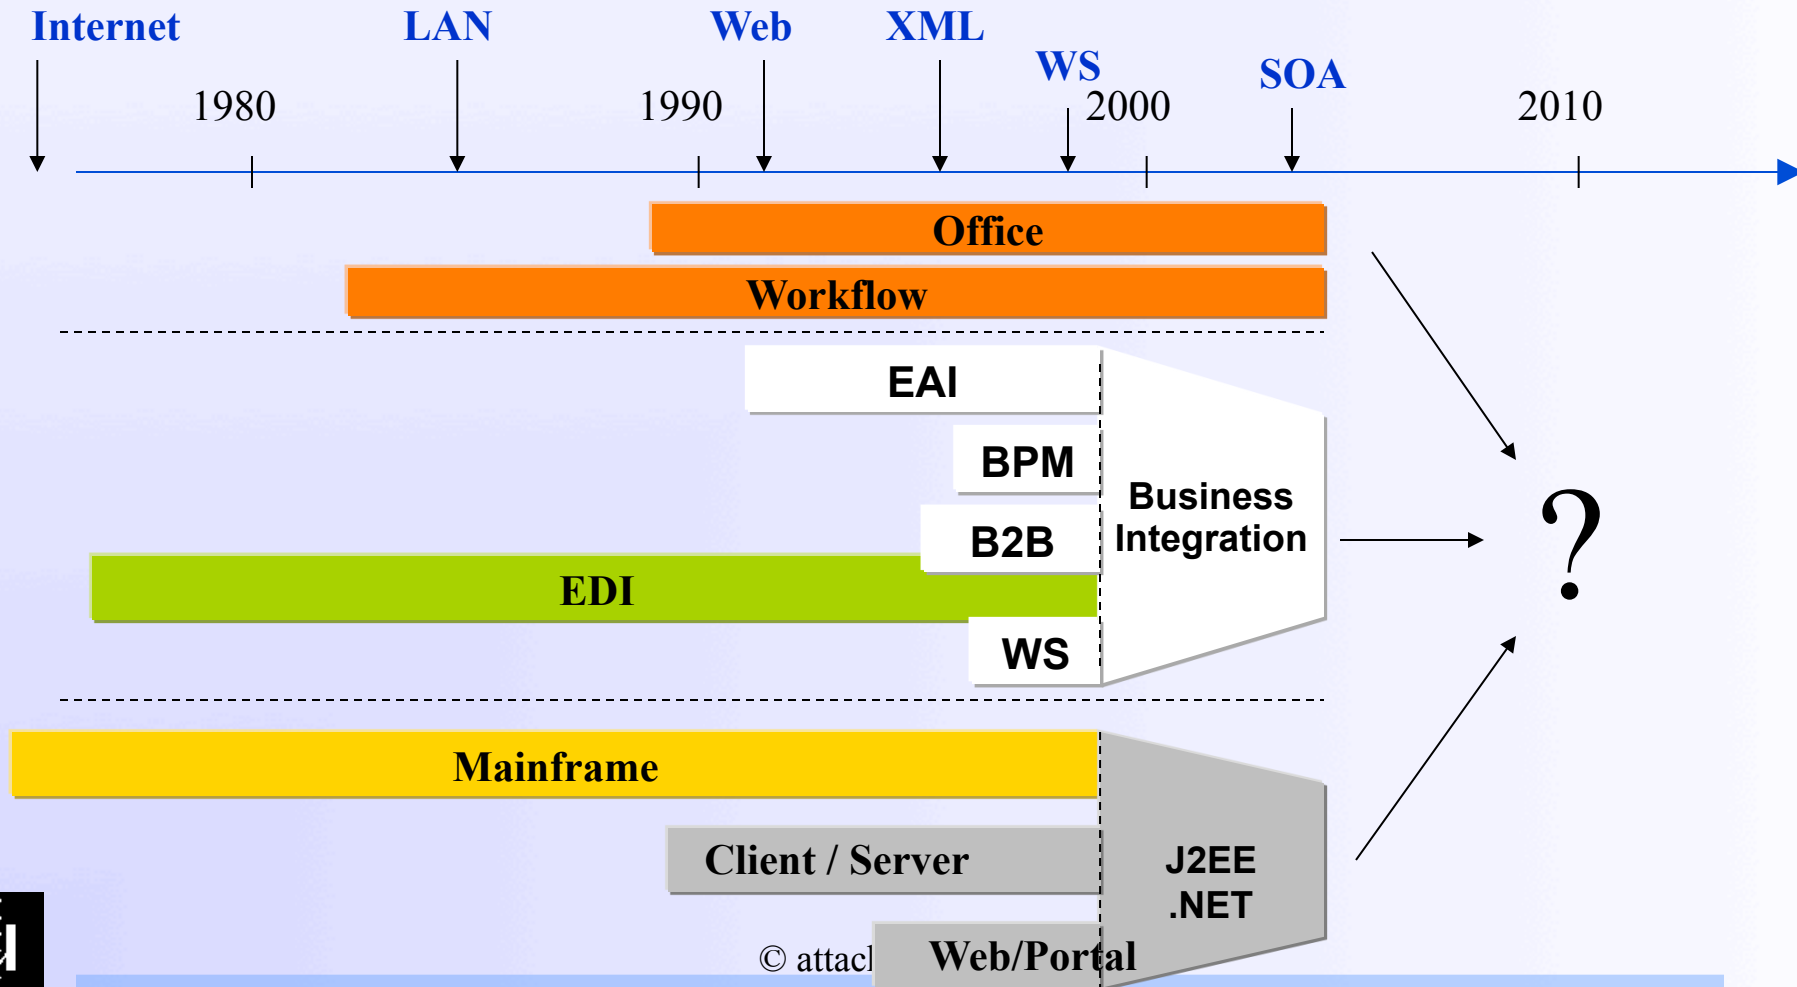 Internet
LAN
Web
XML
WS
SOA
1980
1990
2000
2010
Office
Workflow
EAI
BPM
Business
Integration
B2B
EDI
WS
?
Mainframe
Client / Server
J2EE
.NET
Web/Portal
©